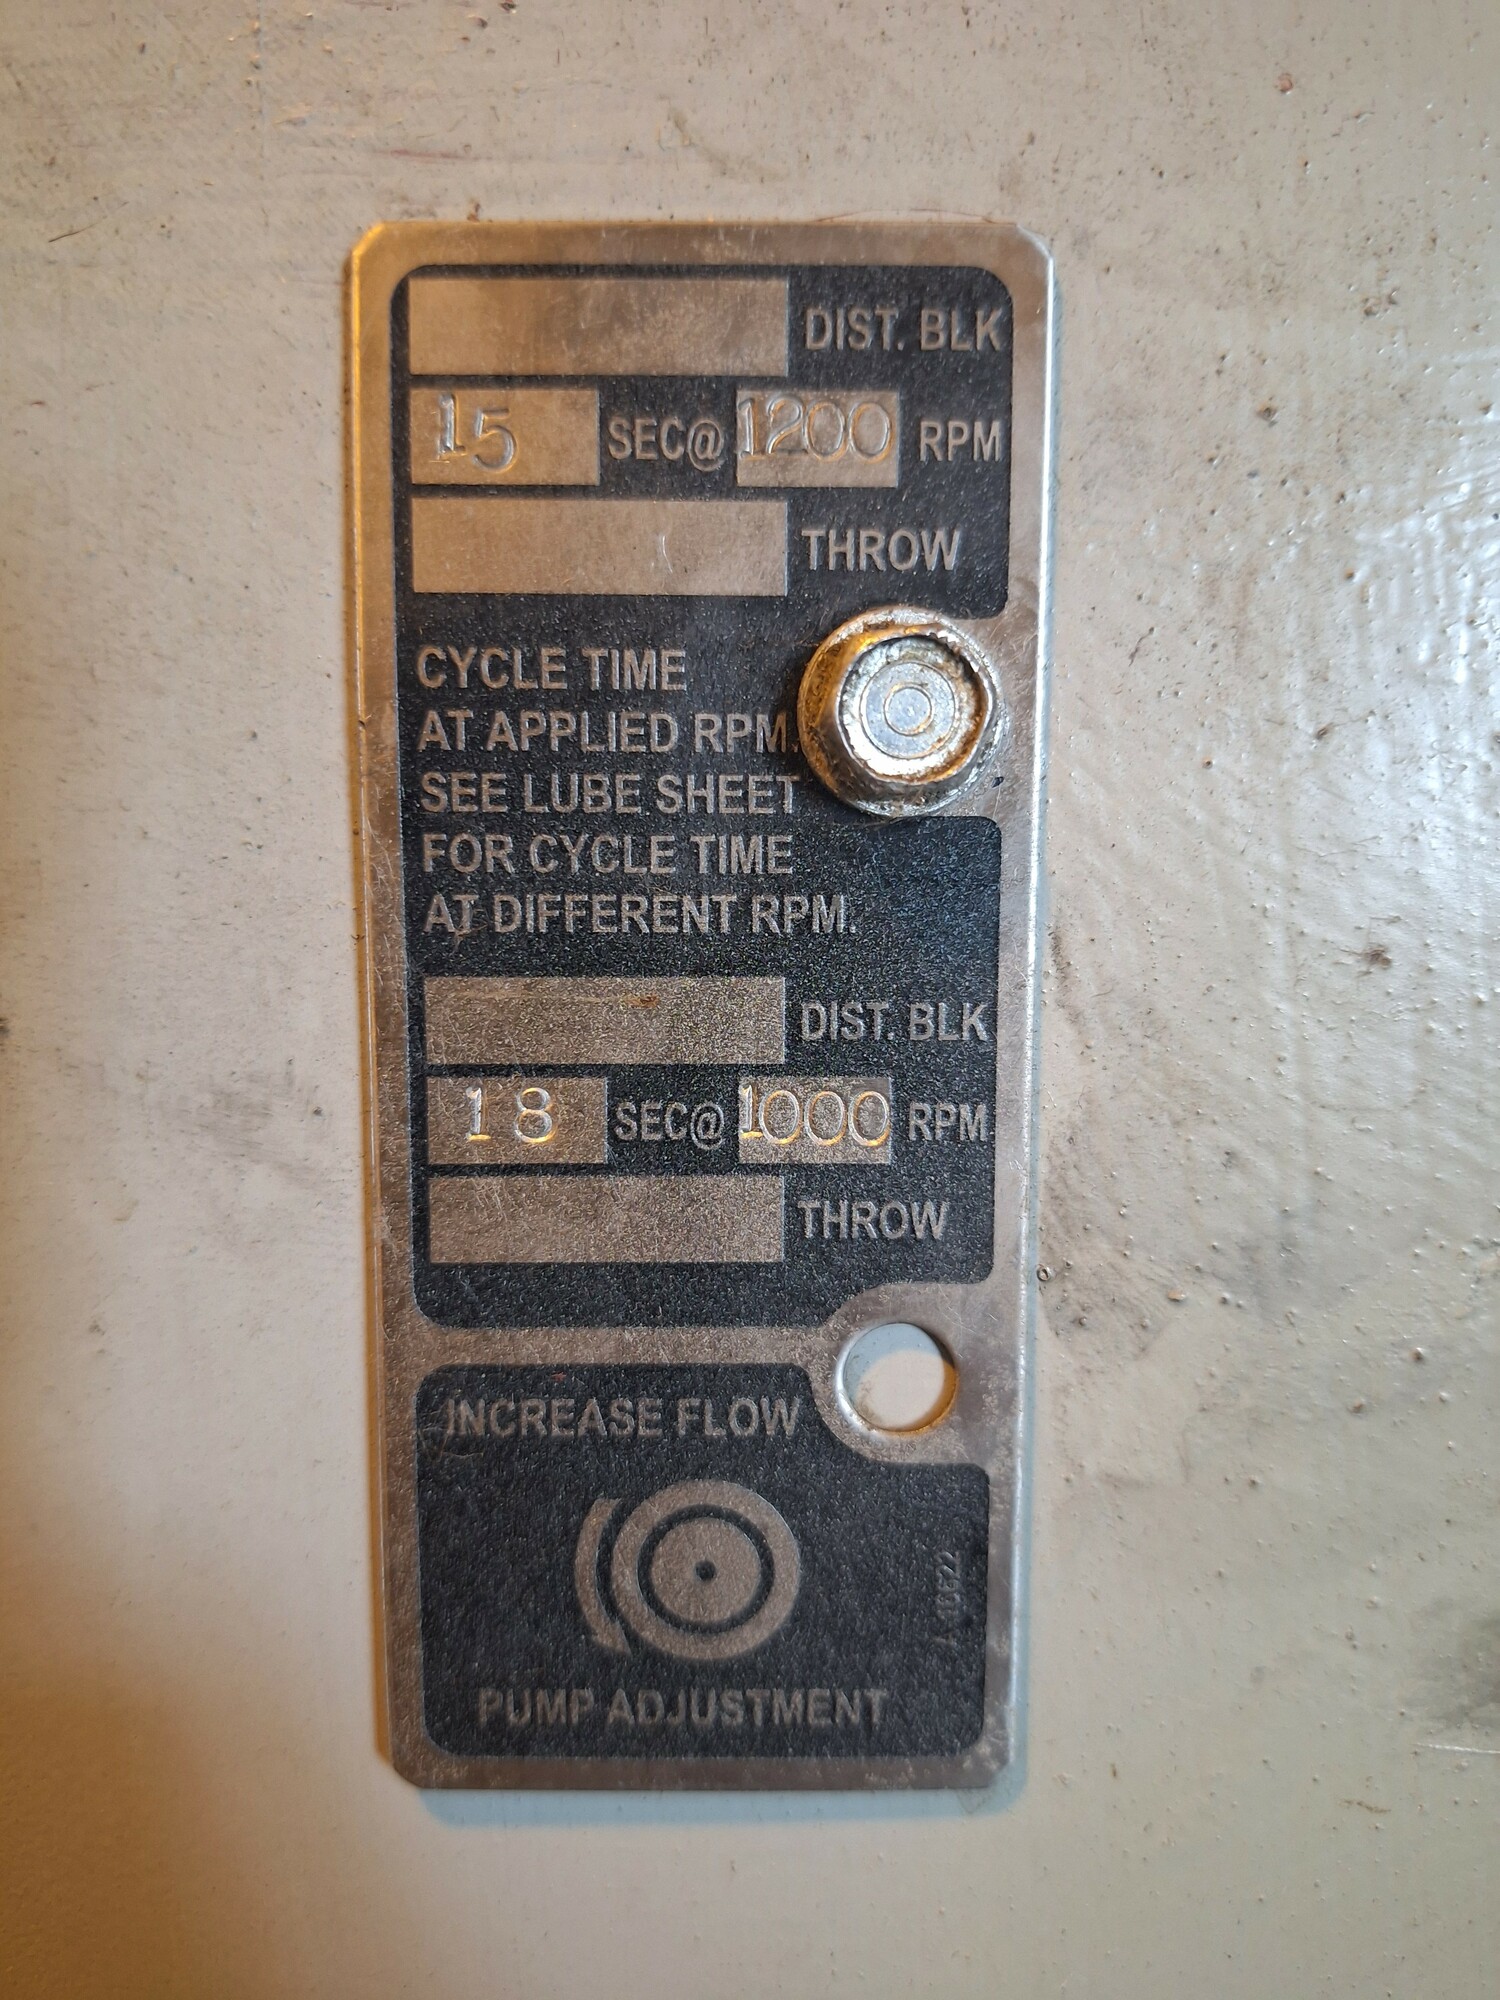 DIST. BLK
15 SEC@ 1200 RPM
THROW
CYCLE TIME
AT APPLIED RPM.
SEE LUBE SHEET
FOR CYCLE TIME
AT DIFFERENT RPM.
DIST. BLK
18 SEC@ 1000 RPM
THROW
INCREASE FLOW
PUMP ADJUSTMENT